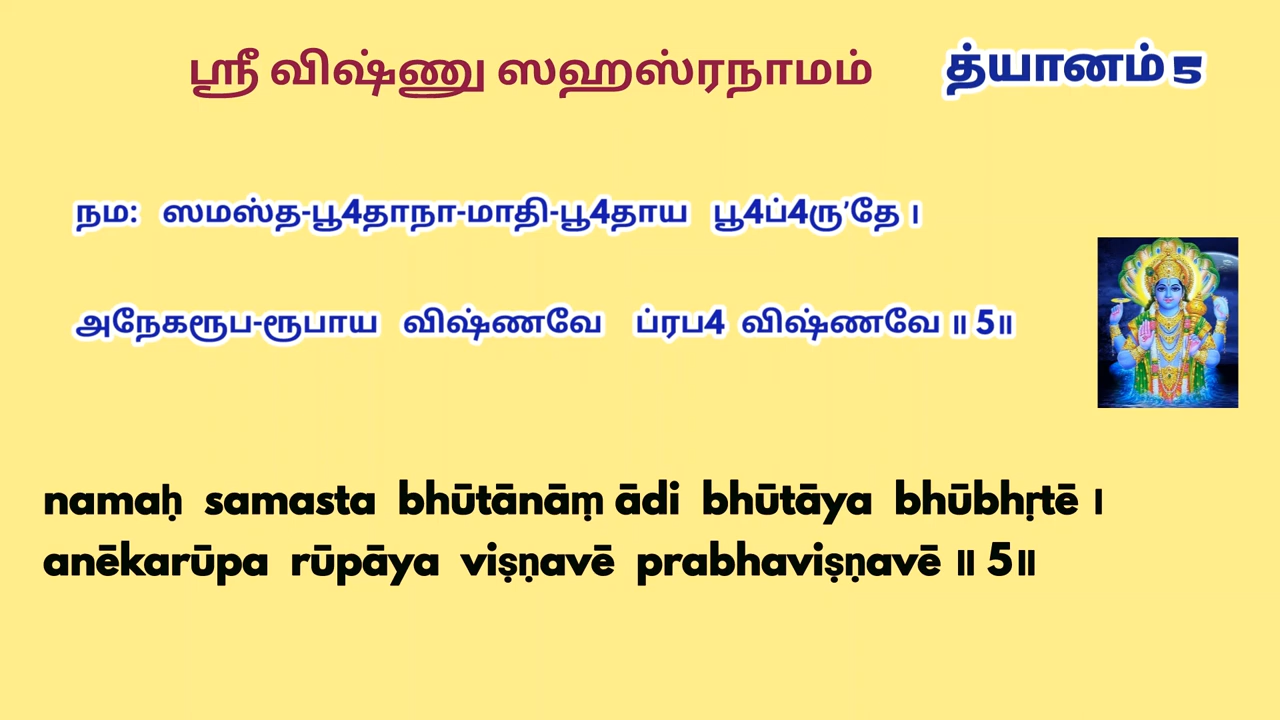 ஸ்ரீ விஷ்ணு ஸஹஸ்ரநாமம் த்யானம் 5
நம: ஸமஸ்த-பூ4தாநா-மாதி-பூ4தாய பூ4ப்4ரு’தே ।
அநேகரூப-ரூபாய விஷ்ணவே ப்ரப4 விஷ்ணவே ॥ 5॥
namaḥ samasta bhūtānāṃ ādi bhūtāya bhūbhṛtē ।
anēkarūpa rūpāya viṣṇavē prabhaviṣṇavē ॥ 5॥